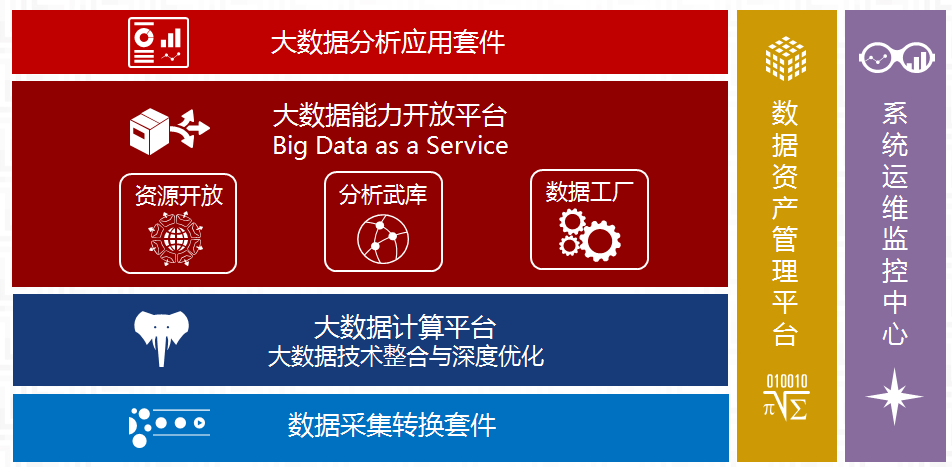 大数据分析应用套件
大数据能力开放平台
Big Data as a Service
资源开放
分析武库
数据工厂
大数据计算平台
大数据技术整合与深度优化
数据采集转换套件
数据资产管理平台
010010
π√Σ
系统运维监控中心